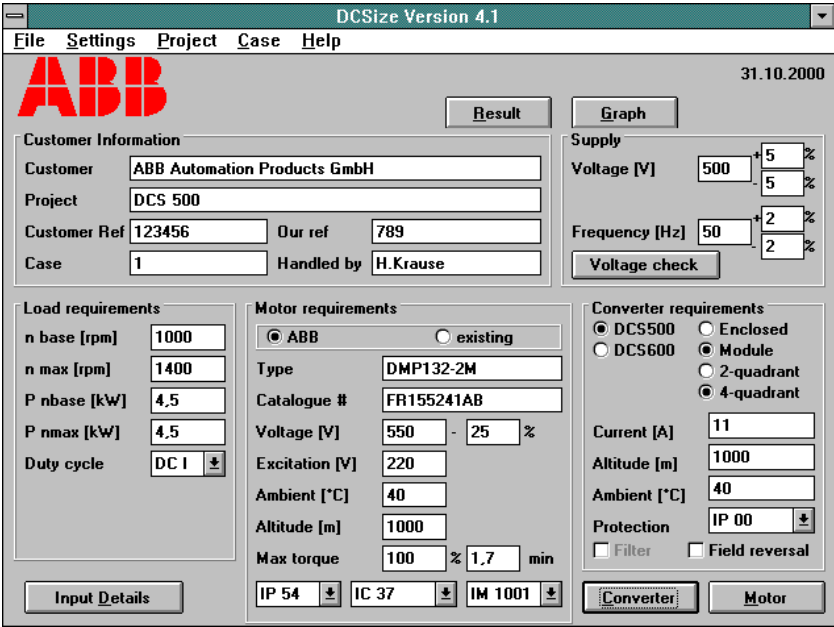 DCSize Version 4.1
File Settings Project Case Help
ABB
31.10.2000
Result Graph
Customer Information
Customer ABB Automation Products GmbH
Project DCS 500
Customer Ref 123456 Our ref 789
Case 1 Handled by H.Krause
Supply
Voltage [V] 500 + 5 %
- 5 %
Frequency [Hz] 50 + 2 %
- 2 %
Voltage check
Load requirements
n base [rpm] 1000
n max [rpm] 1400
P nbase [kW] 4,5
P nmax [kW] 4,5
Duty cycle DC I
Motor requirements
ABB existing
Type DMP132-2M
Catalogue # FR155241AB
Voltage [V] 550 - 25 %
Excitation [V] 220
Ambient [°C] 40
Altitude [m] 1000
Max torque 100 % 1,7 min
IP 54 IC 37 IM 1001
Converter requirements
DCS500 Enclosed
DCS600 Module
2-quadrant
4-quadrant
Current [A] 11
Altitude [m] 1000
Ambient [°C] 40
Protection IP 00
Filter Field reversal
Input Details
Converter Motor